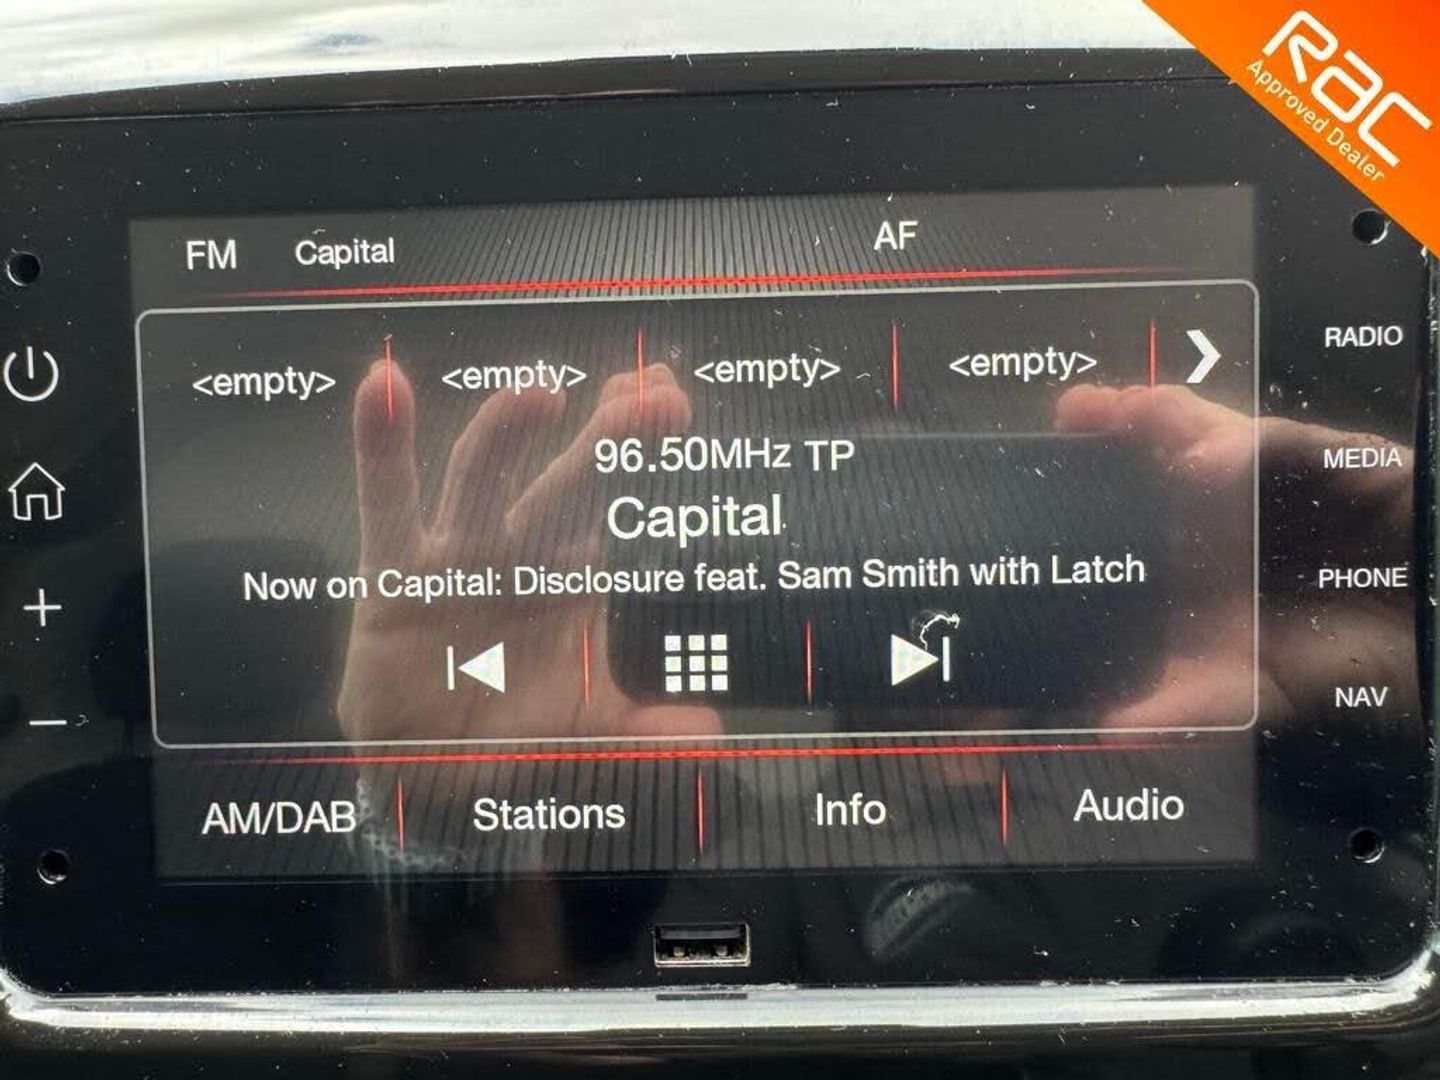 rac
Approved Dealer
FM Capital AF
<empty> <empty> <empty> <empty>
96.50MHz TP
Capital
Now on Capital: Disclosure feat. Sam Smith with Latch
AM/DAB Stations Info Audio
RADIO
MEDIA
PHONE
NAV